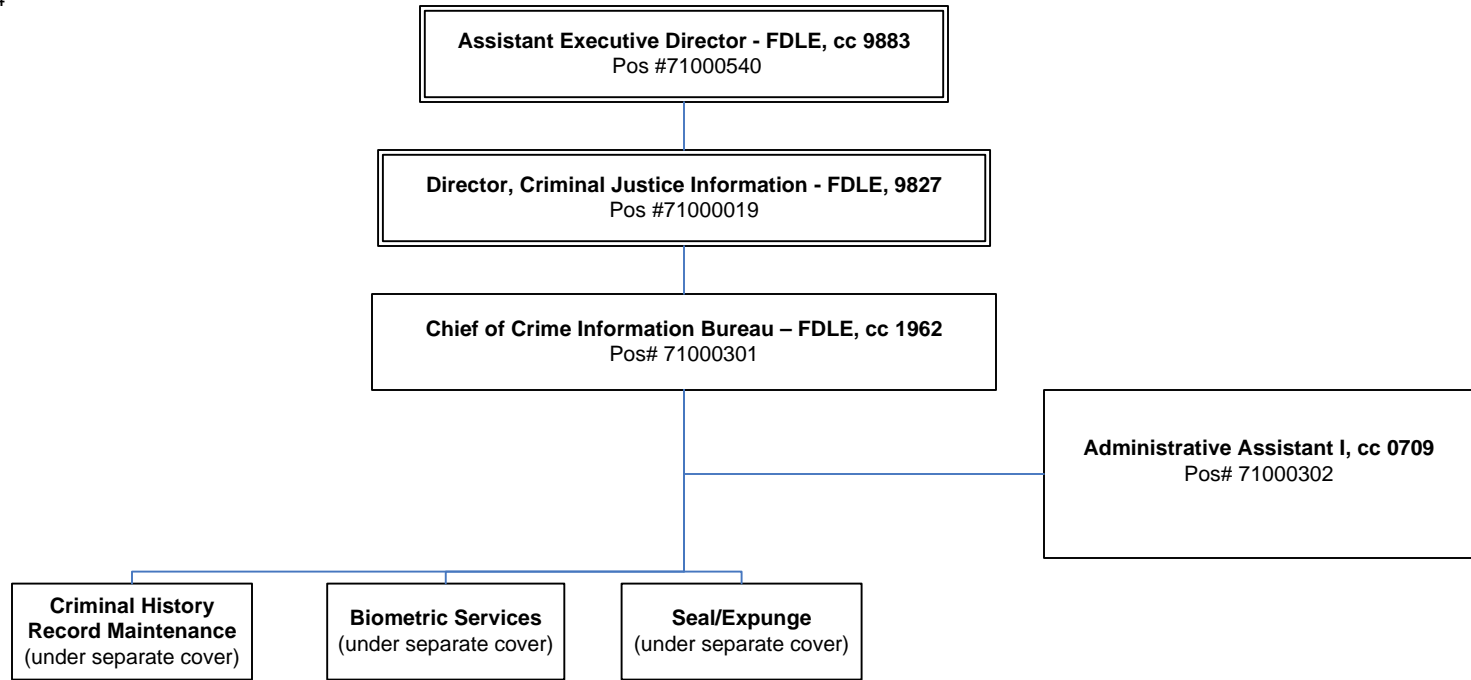 Assistant Executive Director - FDLE, cc 9883
Pos #71000540
Director, Criminal Justice Information - FDLE, 9827
Pos #71000019
Chief of Crime Information Bureau – FDLE, cc 1962
Pos# 71000301
Administrative Assistant I, cc 0709
Pos# 71000302
Criminal History
Record Maintenance
(under separate cover)
Biometric Services
(under separate cover)
Seal/Expunge
(under separate cover)